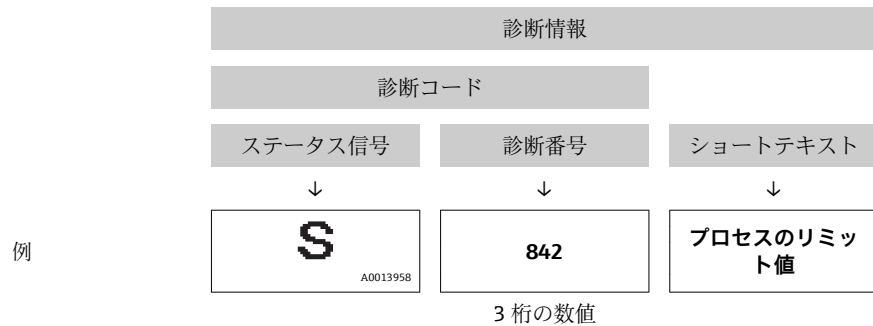 診断情報
診断コード
ステータス信号 診断番号 ショートテキスト
↓ ↓ ↓
例 S A0013958 842 プロセスのリミッ
ト値
3 桁の数値